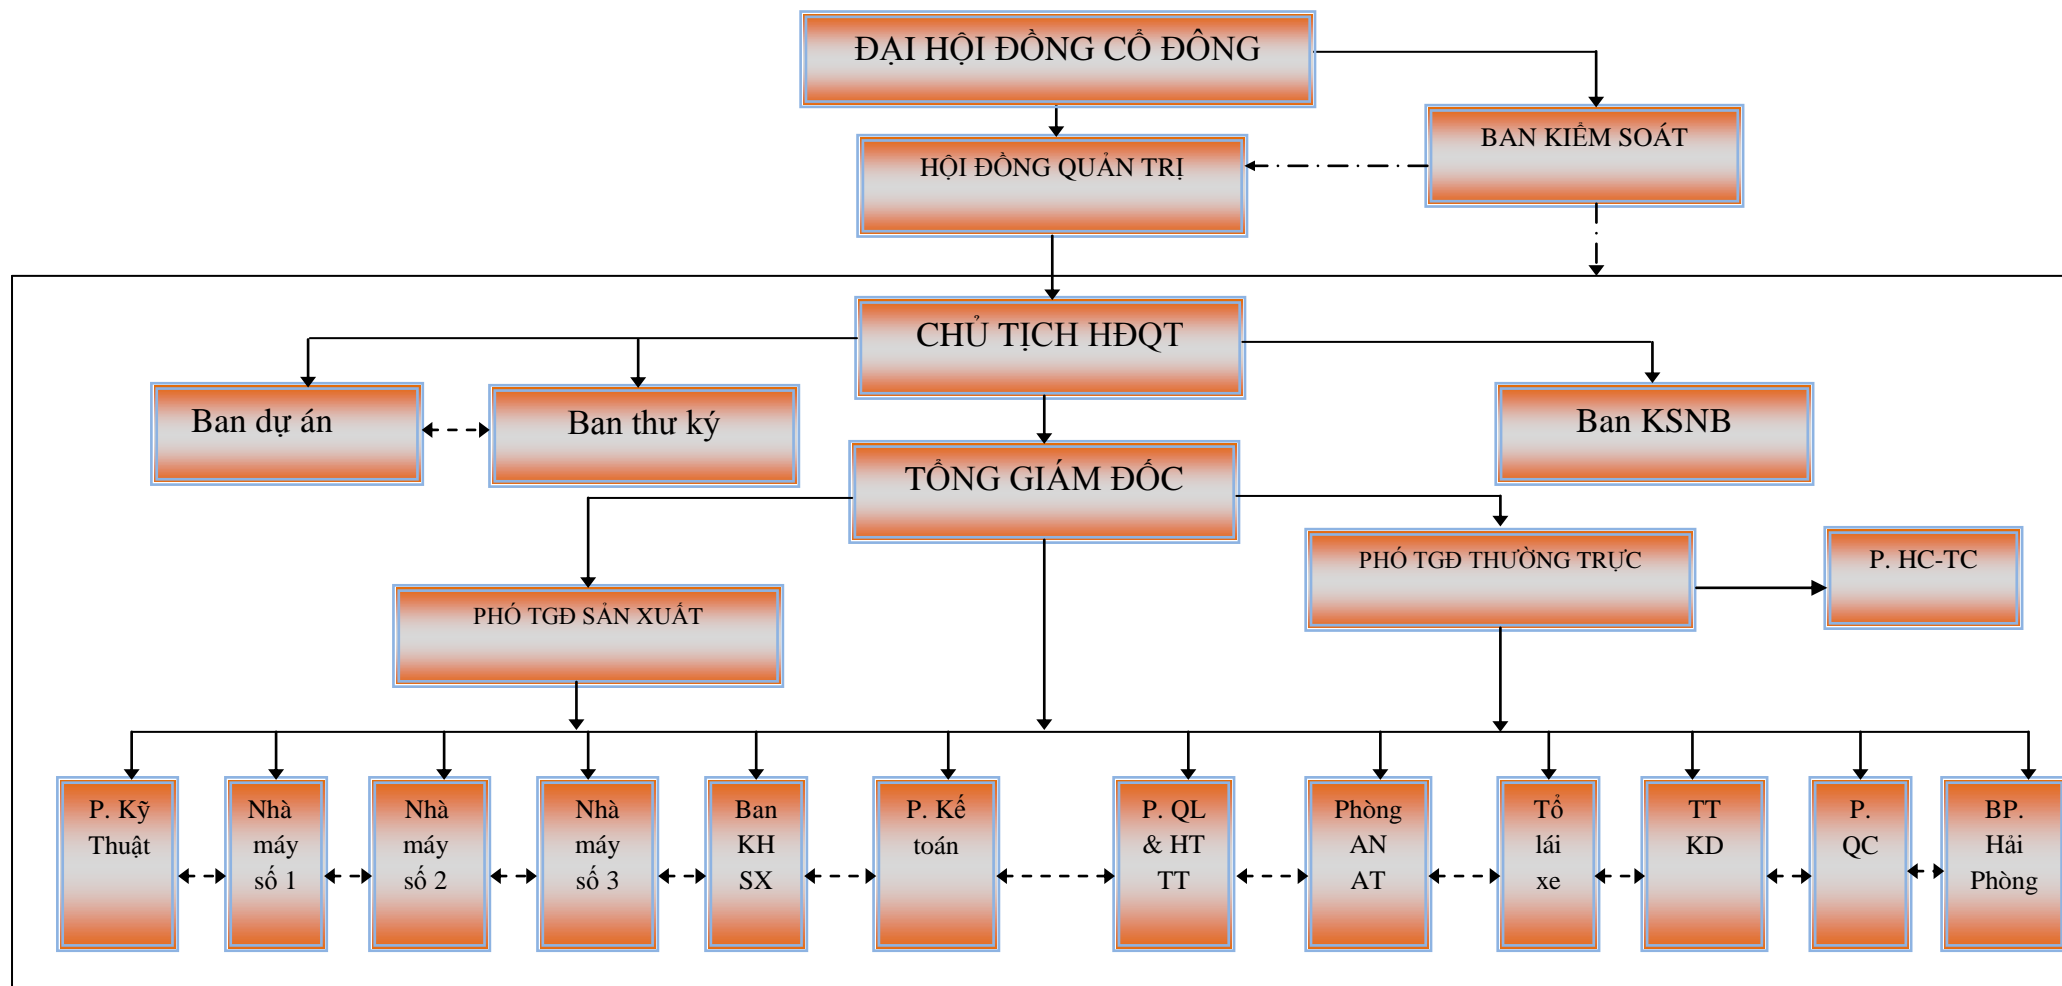 ĐẠI HỘI ĐỒNG CỔ ĐÔNG
BAN KIỂM SOÁT
HỘI ĐỒNG QUẢN TRỊ
CHỦ TỊCH HĐQT
Ban dự án
Ban thư ký
Ban KSNB
TỔNG GIÁM ĐỐC
PHÓ TGĐ THƯỜNG TRỰC
P. HC-TC
PHÓ TGĐ SẢN XUẤT
P. Kỹ
Thuật
Nhà
máy
số 1
Nhà
máy
số 2
Nhà
máy
số 3
Ban
KH
SX
P. Kế
toán
P. QL
& HT
TT
Phòng
AN
AT
Tổ
lái
xe
TT
KD
P.
QC
BP.
Hải
Phòng